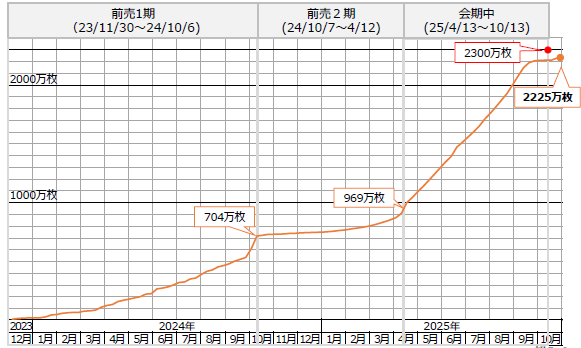 前売1期
(23/11/30～24/10/6)
前売２期
(24/10/7～4/12)
会期中
(25/4/13～10/13)
2300万枚
2000万枚
2225万枚
1000万枚
969万枚
704万枚
2023 2024年 2025年
12月 1月 2月 3月 4月 5月 6月 7月 8月 9月 10月 11月 12月 1月 2月 3月 4月 5月 6月 7月 8月 9月 10月